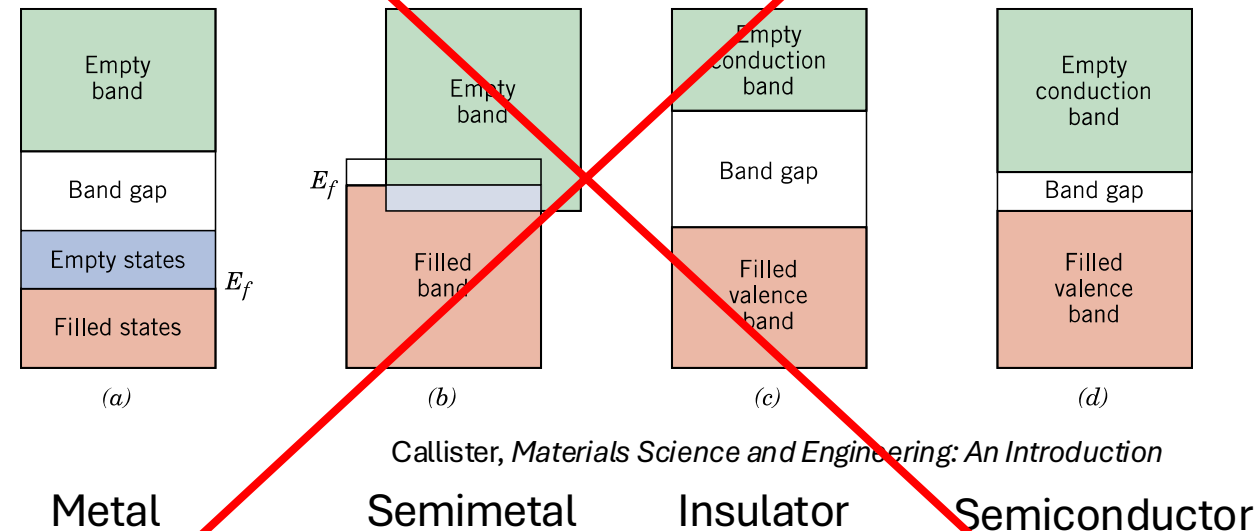 Empty
band
Band gap
Empty states
Filled states
E_f
(a)
Empty
band
E_f
Filled
band
(b)
Empty
conduction
band
Band gap
Filled
valence
band
(c)
Empty
conduction
band
Band gap
Filled
valence
band
(d)
Callister, Materials Science and Engineering: An Introduction
Metal
Semimetal
Insulator
Semiconductor